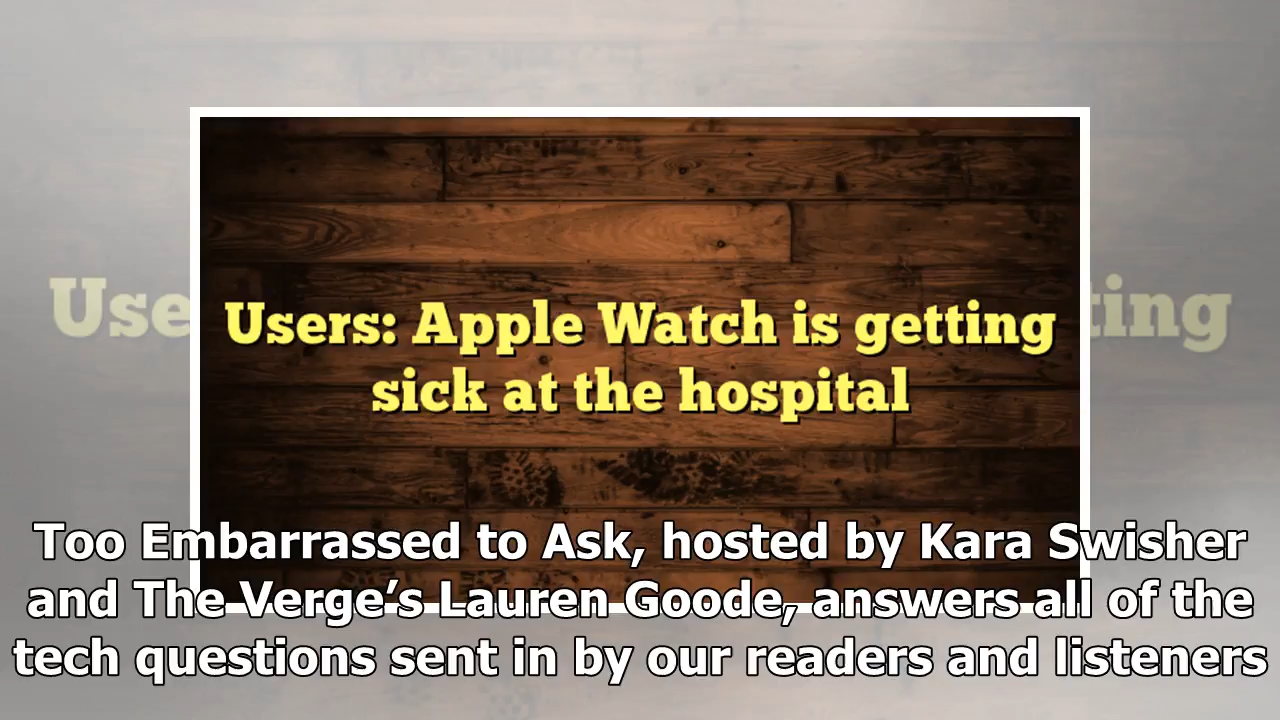 Users: Apple Watch is getting
sick at the hospital
Too Embarrassed to Ask, hosted by Kara Swisher
and The Verge’s Lauren Goode, answers all of the
tech questions sent in by our readers and listeners